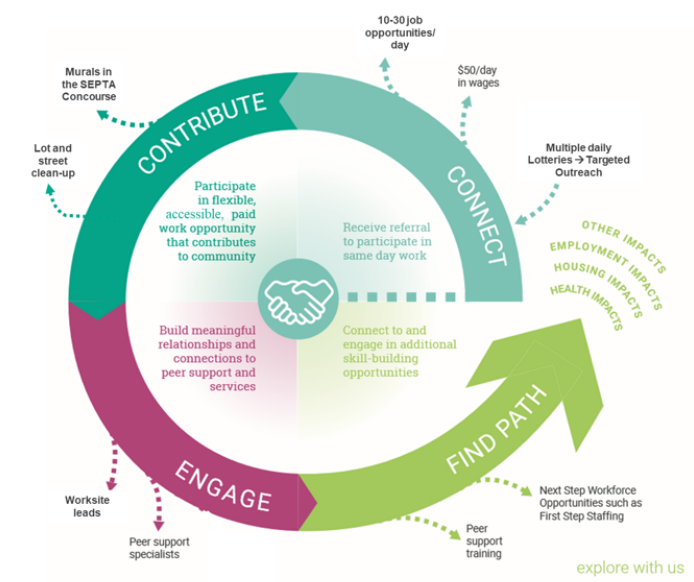 10-30 job
opportunities/
day
$50/day
in wages
Multiple daily
Lotteries → Targeted
Outreach
CONNECT
Receive referral
to participate in
same day work
Murals in
the SEPTA
Concourse
Lot and
street
clean-up
CONTRIBUTE
Participate
in flexible,
accessible, paid
work opportunity
that contributes
to community
Build meaningful
relationships and
connections to
peer support and
services
ENGAGE
Worksite
leads
Peer support
specialists
Connect to and
engage in additional
skill-building
opportunities
FIND PATH
Peer
support
training
Next Step Workforce
Opportunities such as
First Step Staffing
OTHER IMPACTS
EMPLOYMENT IMPACTS
HOUSING IMPACTS
HEALTH IMPACTS
explore with us